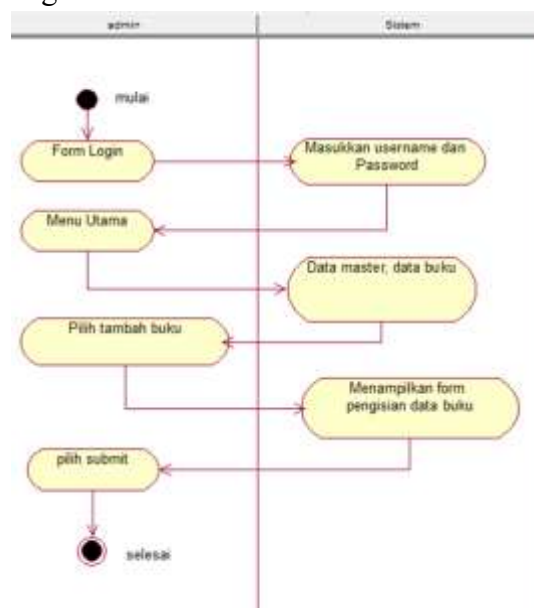 admin
Sistem
mulai
Form Login
Masukkan username dan
Password
Menu Utama
Data master, data buku
Pilih tambah buku
Menampilkan form
pengisian data buku
pilih submit
selesai